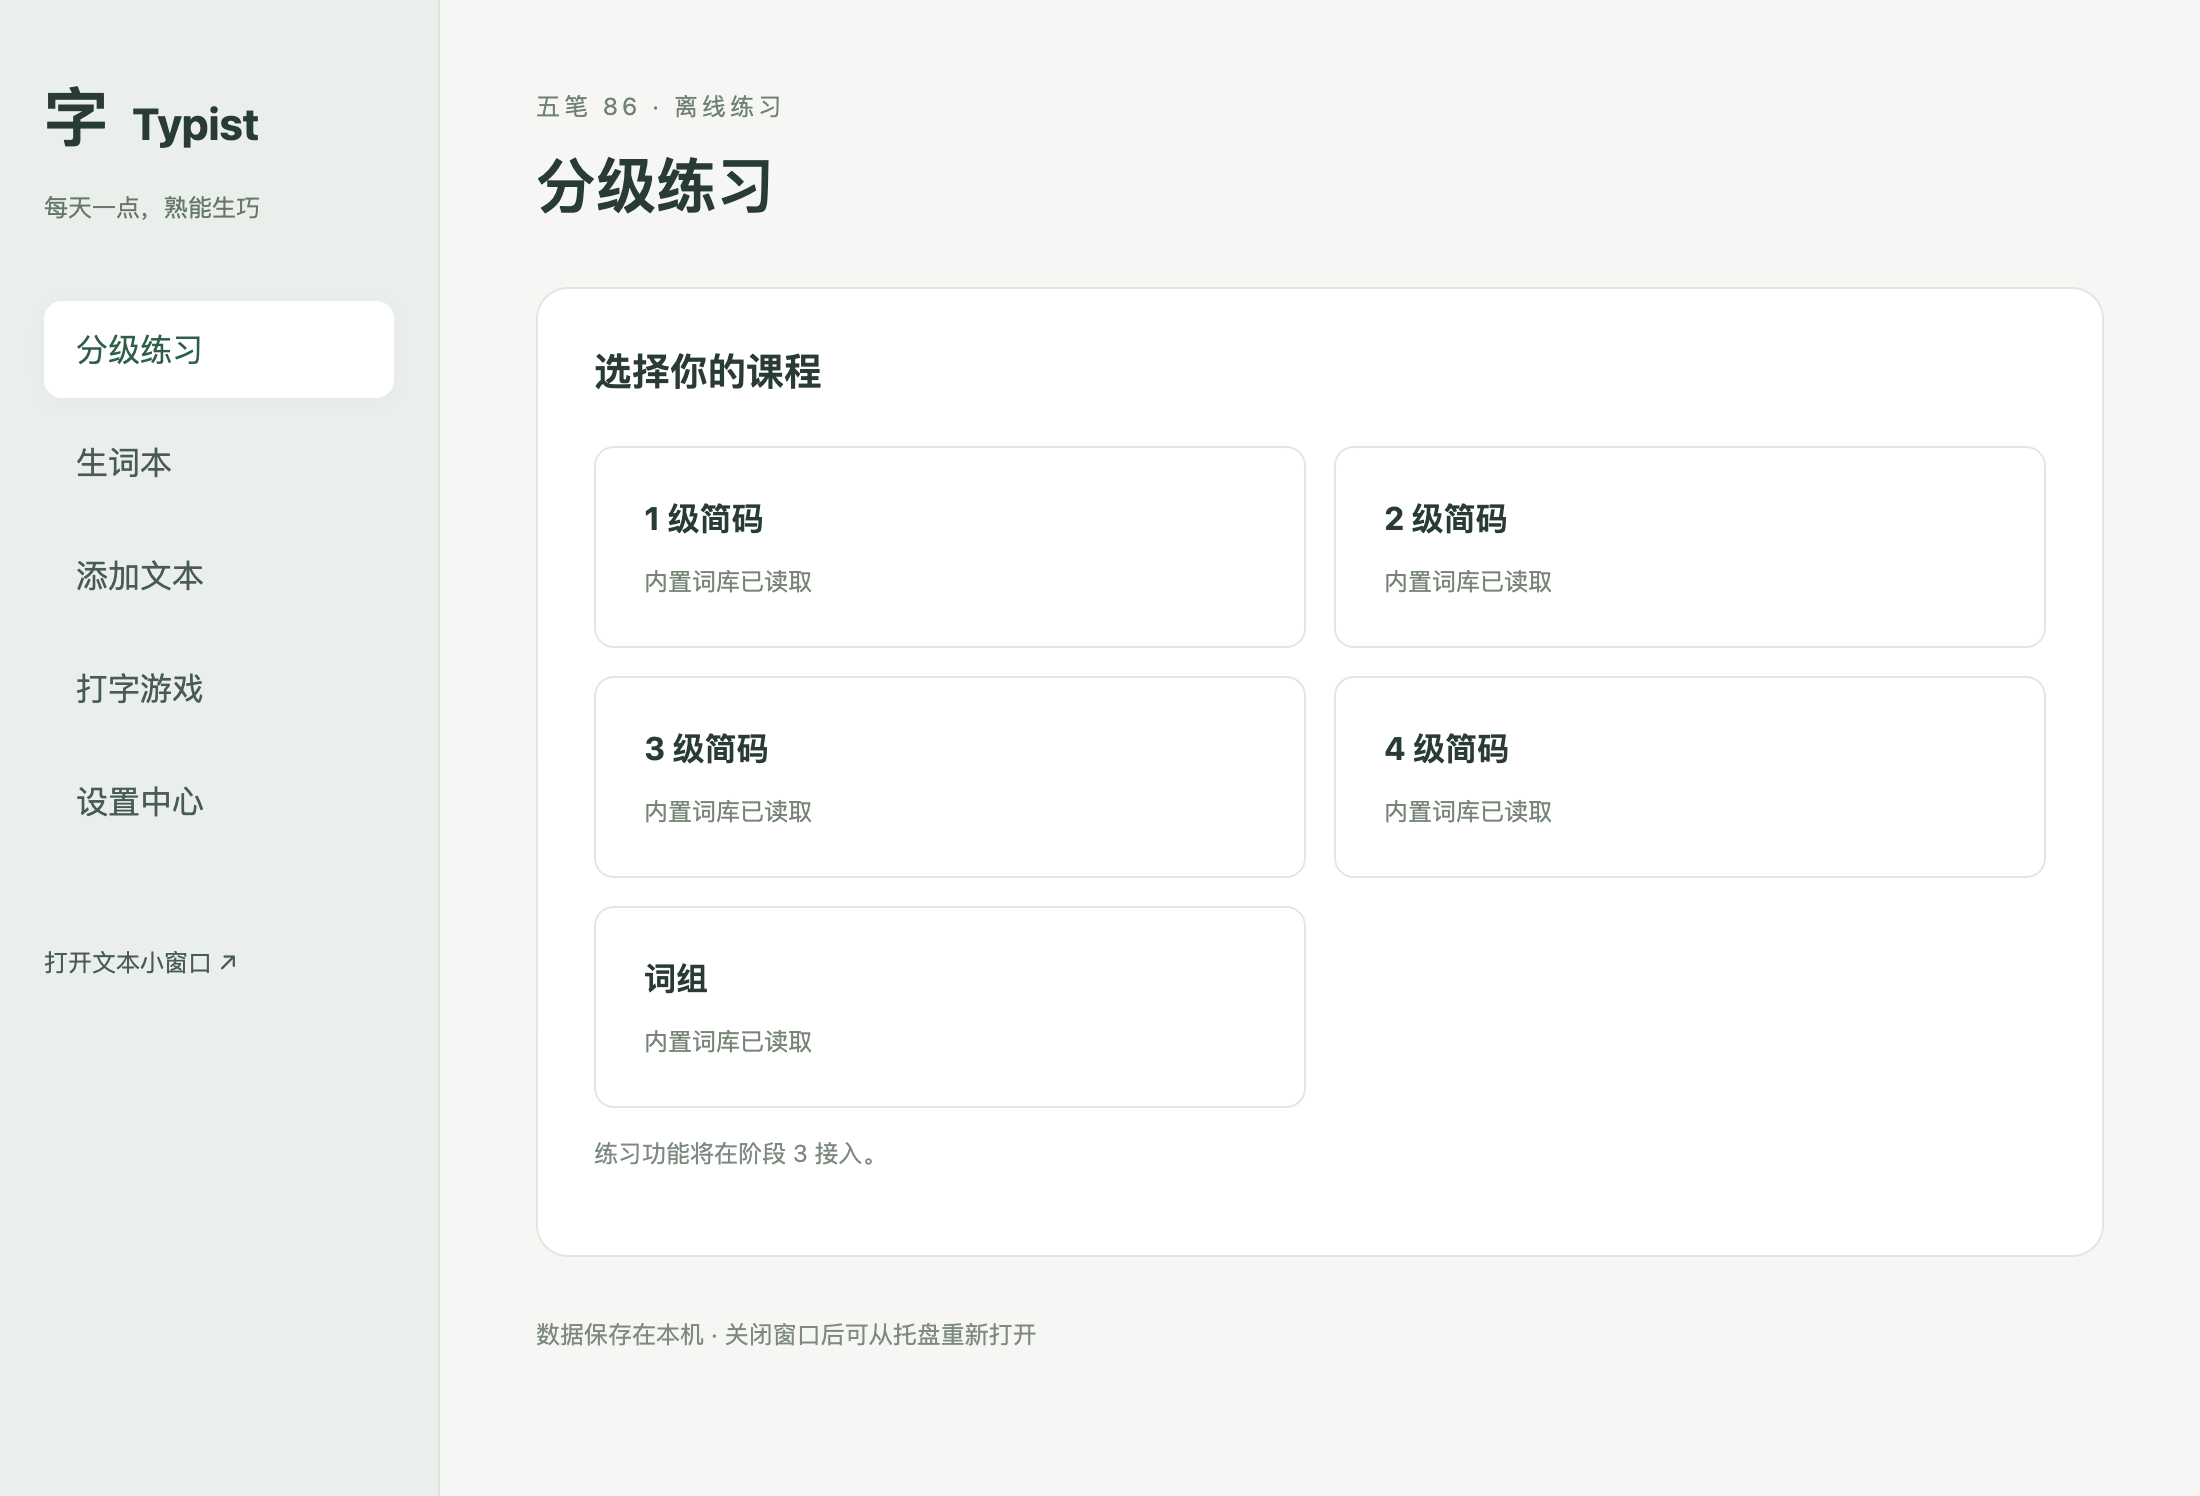 字 Typist
每天一点，熟能生巧
分级练习
生词本
添加文本
打字游戏
设置中心
打开文本小窗口 ↗
五笔 86 · 离线练习
分级练习
选择你的课程
1 级简码
内置词库已读取
2 级简码
内置词库已读取
3 级简码
内置词库已读取
4 级简码
内置词库已读取
词组
内置词库已读取
练习功能将在阶段 3 接入。
数据保存在本机 · 关闭窗口后可从托盘重新打开